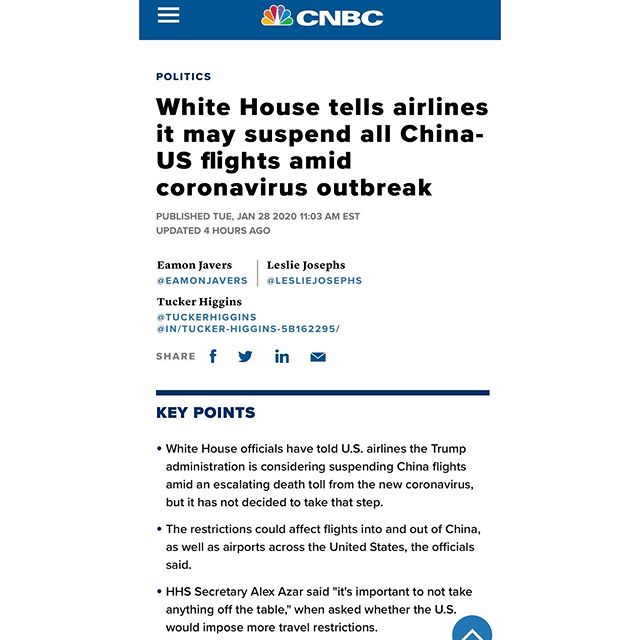 CNBC
POLITICS
White House tells airlines
it may suspend all China-
US flights amid
coronavirus outbreak
PUBLISHED TUE, JAN 28 2020 11:03 AM EST
UPDATED 4 HOURS AGO
Eamon Javers
@EAMONJAVERS
Leslie Josephs
@LESLIEJOSEPHS
Tucker Higgins
@TUCKERHIGGINS
@IN/TUCKER-HIGGINS-5B162295/
SHARE
KEY POINTS
• White House officials have told U.S. airlines the Trump
administration is considering suspending China flights
amid an escalating death toll from the new coronavirus,
but it has not decided to take that step.
• The restrictions could affect flights into and out of China,
as well as airports across the United States, the officials
said.
• HHS Secretary Alex Azar said "it's important to not take
anything off the table," when asked whether the U.S.
would impose more travel restrictions.